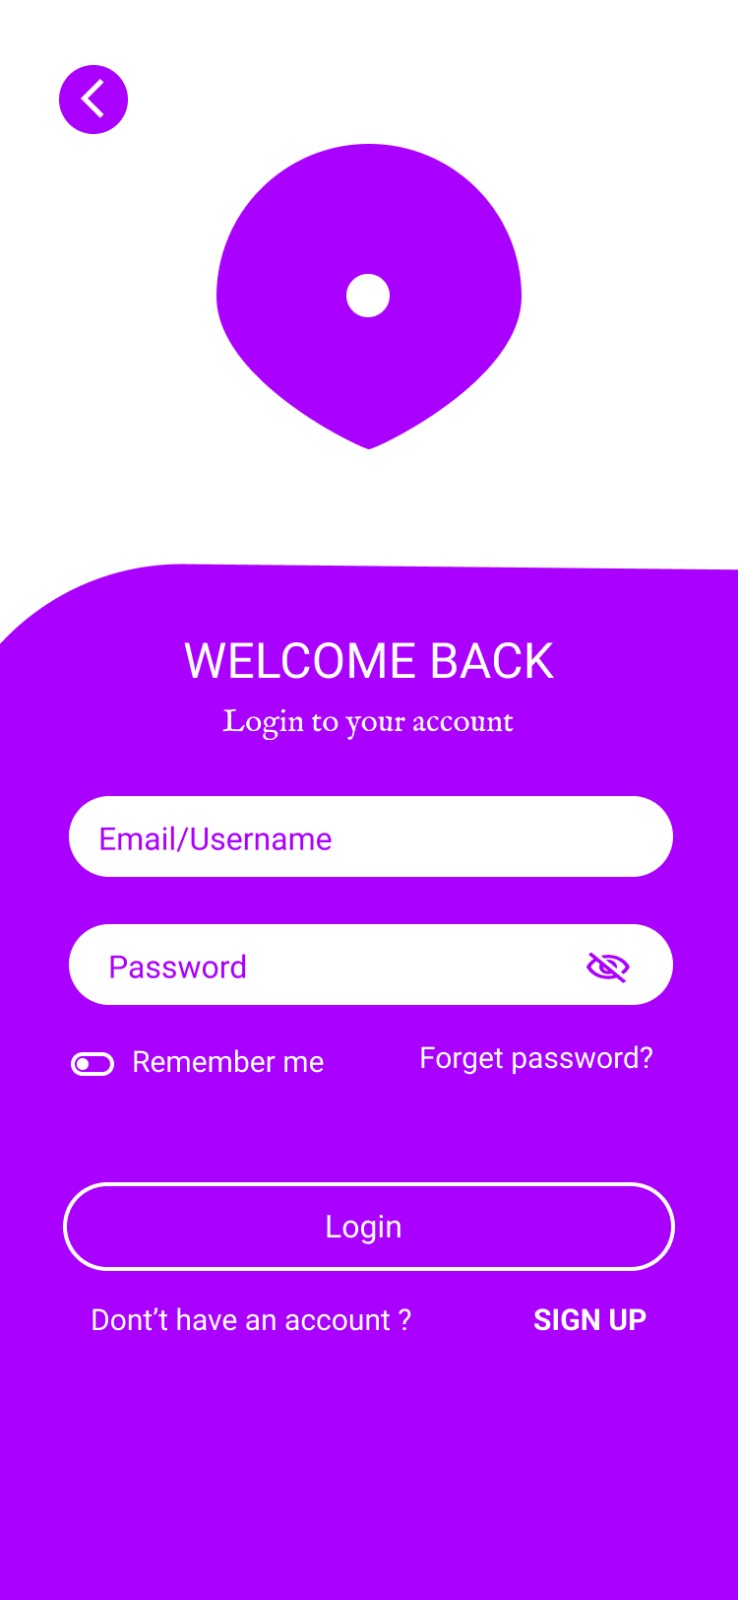 WELCOME BACK
Login to your account
Email/Username
Password
Remember me
Forget password?
Login
Dont’t have an account ?
SIGN UP